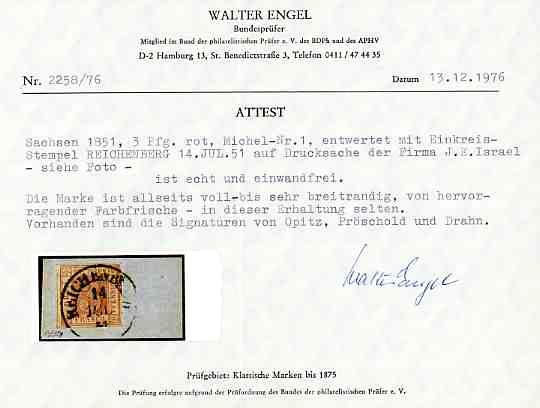 WALTER ENGEL
Bundesprüfer
Mitglied im Bund der philatelistischen Prüfer e. V. des BDPh und des APHV
D-2 Hamburg 13, St. Benedictstraße 3, Telefon 0411 / 47 44 35
Nr. 2258/76 Datum 13.12.1976
ATTEST
Sachsen 1851, 3 Pfg. rot, Michel-Nr.1, entwertet mit Einkreis-
Stempel REICHENBERG 14.JUL.51 auf Drucksache der Firma J.E.Israel
- siehe Foto -
ist echt und einwandfrei.
Die Marke ist allseits voll-bis sehr breitrandig, von hervor-
ragender Farbfrische - in dieser Erhaltung selten.
Vorhanden sind die Signaturen von Opitz, Pröschold und Drahn.
REICHENB
14
JUL
Walter Engel
Prüfgebiet: Klassische Marken bis 1875
Die Prüfung erfolgte aufgrund der Prüfordnung des Bundes der philatelistischen Prüfer e. V.